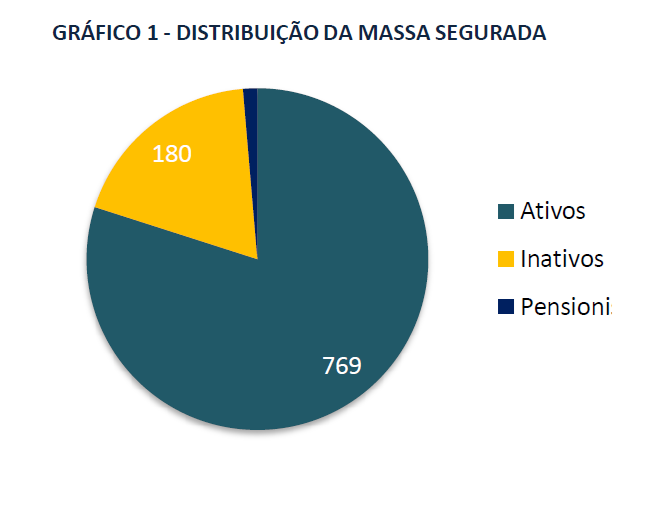 GRÁFICO 1 - DISTRIBUIÇÃO DA MASSA SEGURADA
180
769
Ativos
Inativos
Pensioni